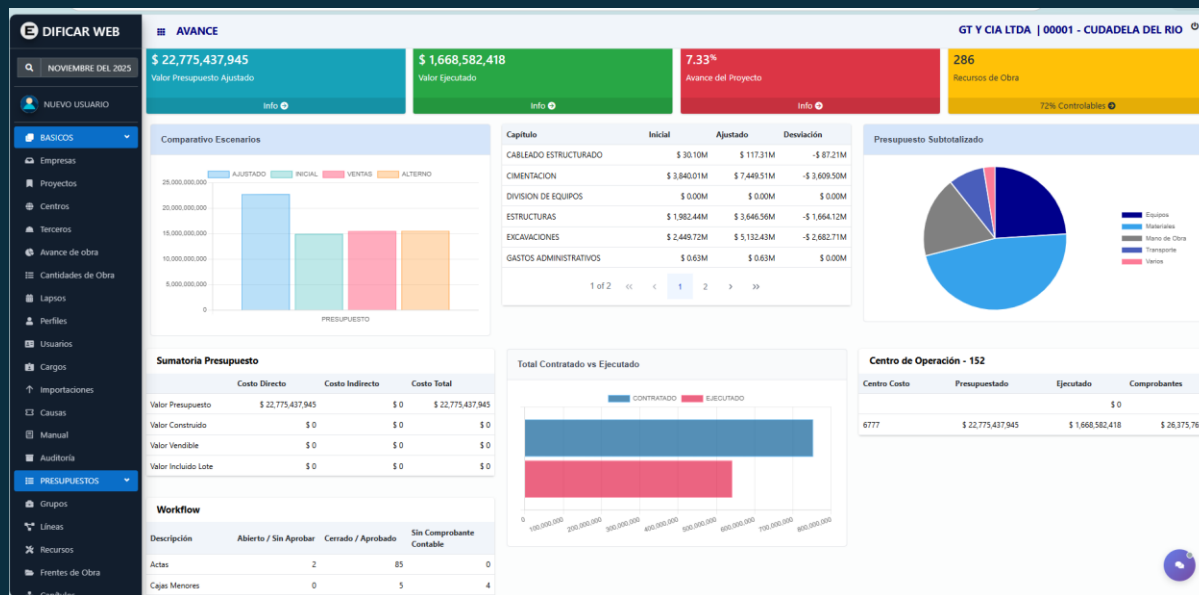 E DIFICAR WEB
AVANCE
GT Y CIA LTDA | 00001 - CUDADELA DEL RIO
NOVIEMBRE DEL 2025
NUEVO USUARIO
BASICOS
Empresas
Proyectos
Centros
Terceros
Avance de obra
Cantidades de Obra
Lapsos
Perfiles
Usuarios
Cargos
Importaciones
Causas
Manual
Auditoría
PRESUPUESTOS
Grupos
Líneas
Recursos
Frentes de Obra
Capítulos
$ 22,775,437,945
Valor Presupuesto Ajustado
Info
$ 1,668,582,418
Valor Ejecutado
Info
7.33%
Avance del Proyecto
Info
286
Recursos de Obra
72% Controlables
Comparativo Escenarios
AJUSTADO INICIAL VENTAS ALTERNO
25,000,000,000
20,000,000,000
15,000,000,000
10,000,000,000
5,000,000,000
0
PRESUPUESTO
Capítulo Inicial Ajustado Desviación
CABLEADO ESTRUCTURADO $ 30.10M $ 117.31M -$ 87.21M
CIMENTACION $ 3,840.01M $ 7,449.51M -$ 3,609.50M
DIVISION DE EQUIPOS $ 0.00M $ 0.00M $ 0.00M
ESTRUCTURAS $ 1,982.44M $ 3,646.56M -$ 1,664.12M
EXCAVACIONES $ 2,449.72M $ 5,132.43M -$ 2,682.71M
GASTOS ADMINISTRATIVOS $ 0.63M $ 0.63M $ 0.00M
1 of 2 « ‹ 1 2 › »
Presupuesto Subtotalizado
Equipos
Materiales
Mano de Obra
Transporte
Varios
Sumatoria Presupuesto
Costo Directo Costo Indirecto Costo Total
Valor Presupuesto $ 22,775,437,945 $ 0 $ 22,775,437,945
Valor Construido $ 0 $ 0 $ 0
Valor Vendible $ 0 $ 0 $ 0
Valor Incluido Lote $ 0 $ 0 $ 0
Total Contratado vs Ejecutado
CONTRATADO EJECUTADO
0 100,000,000 200,000,000 300,000,000 400,000,000 500,000,000 600,000,000 700,000,000 800,000,000
Centro de Operación - 152
Centro Costo Presupuestado Ejecutado Comprobantes
$ 0
6777 $ 22,775,437,945 $ 1,668,582,418 $ 26,375,76
Workflow
Descripción Abierto / Sin Aprobar Cerrado / Aprobado Sin Comprobante Contable
Actas 2 85 0
Cajas Menores 0 5 4